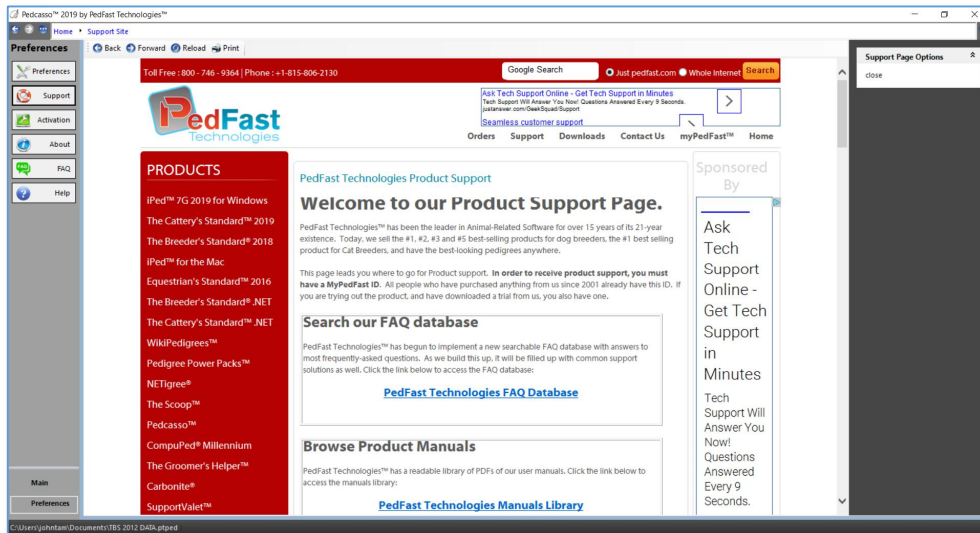 Pedcasso™ 2019 by PedFast Technologies™
Home ‣ Support Site
Preferences
Back Forward Reload Print
Preferences
Support
Activation
About
FAQ
Help
Main
Preferences
Toll Free : 800 - 746 - 9364 | Phone : +1-815-806-2130
Google Search
Just pedfast.com Whole Internet Search
PedFast
Technologies
Ask Tech Support Online - Get Tech Support in Minutes
Tech Support Will Answer You Now! Questions Answered Every 9 Seconds.
justanswer.com/GeekSquad/Support
Seamless customer support
Orders Support Downloads Contact Us myPedFast™ Home
PRODUCTS
iPed™ 7G 2019 for Windows
The Cattery's Standard™ 2019
The Breeder's Standard® 2018
iPed™ for the Mac
Equestrian's Standard™ 2016
The Breeder's Standard® .NET
The Cattery's Standard™ .NET
WikiPedigrees™
Pedigree Power Packs™
NETigree®
The Scoop™
Pedcasso™
CompuPed® Millennium
The Groomer's Helper™
Carbonite®
SupportValet™
PedFast Technologies Product Support
Welcome to our Product Support Page.
PedFast Technologies™ has been the leader in Animal-Related Software for over 15 years of its 21-year
existence. Today, we sell the #1, #2, #3 and #5 best-selling products for dog breeders, the #1 best selling
product for Cat Breeders, and have the best-looking pedigrees anywhere.
This page leads you where to go for Product support. In order to receive product support, you must
have a MyPedFast ID. All people who have purchased anything from us since 2001 already have this ID. If
you are trying out the product, and have downloaded a trial from us, you also have one.
Search our FAQ database
PedFast Technologies™ has begun to implement a new searchable FAQ database with answers to
most frequently-asked questions. As we build this up, it will be filled up with common support
solutions as well. Click the link below to access the FAQ database:
PedFast Technologies FAQ Database
Browse Product Manuals
PedFast Technologies™ has a readable library of PDFs of our user manuals. Click the link below to
access the manuals library:
PedFast Technologies Manuals Library
Sponsored
By
Ask
Tech
Support
Online -
Get Tech
Support
in
Minutes
Tech
Support Will
Answer You
Now!
Questions
Answered
Every 9
Seconds.
Support Page Options
close
C:\Users\johntam\Documents\TBS 2012 DATA.ptped